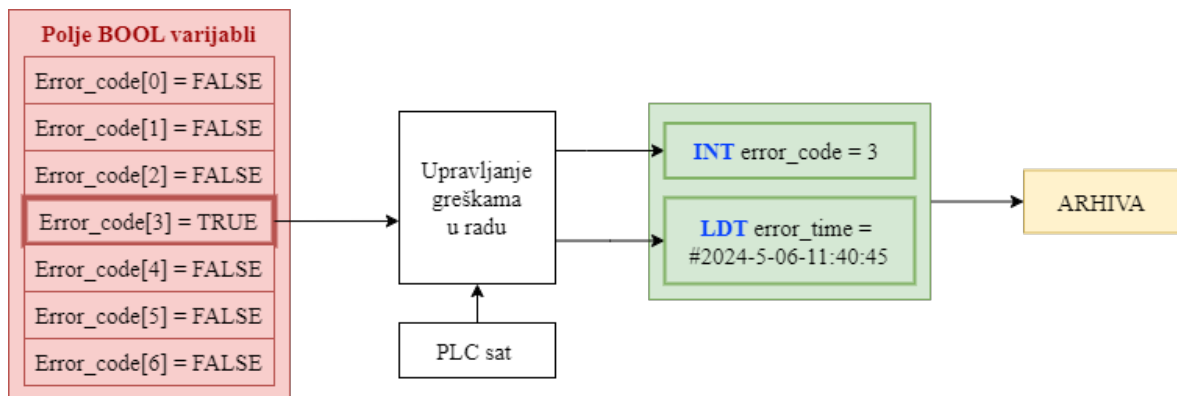 Polje BOOL varijabli
Error_code[0] = FALSE
Error_code[1] = FALSE
Error_code[2] = FALSE
Error_code[3] = TRUE
Error_code[4] = FALSE
Error_code[5] = FALSE
Error_code[6] = FALSE
Upravljanje
greškama
u radu
PLC sat
INT error_code = 3
LDT error_time =
#2024-5-06-11:40:45
ARHIVA